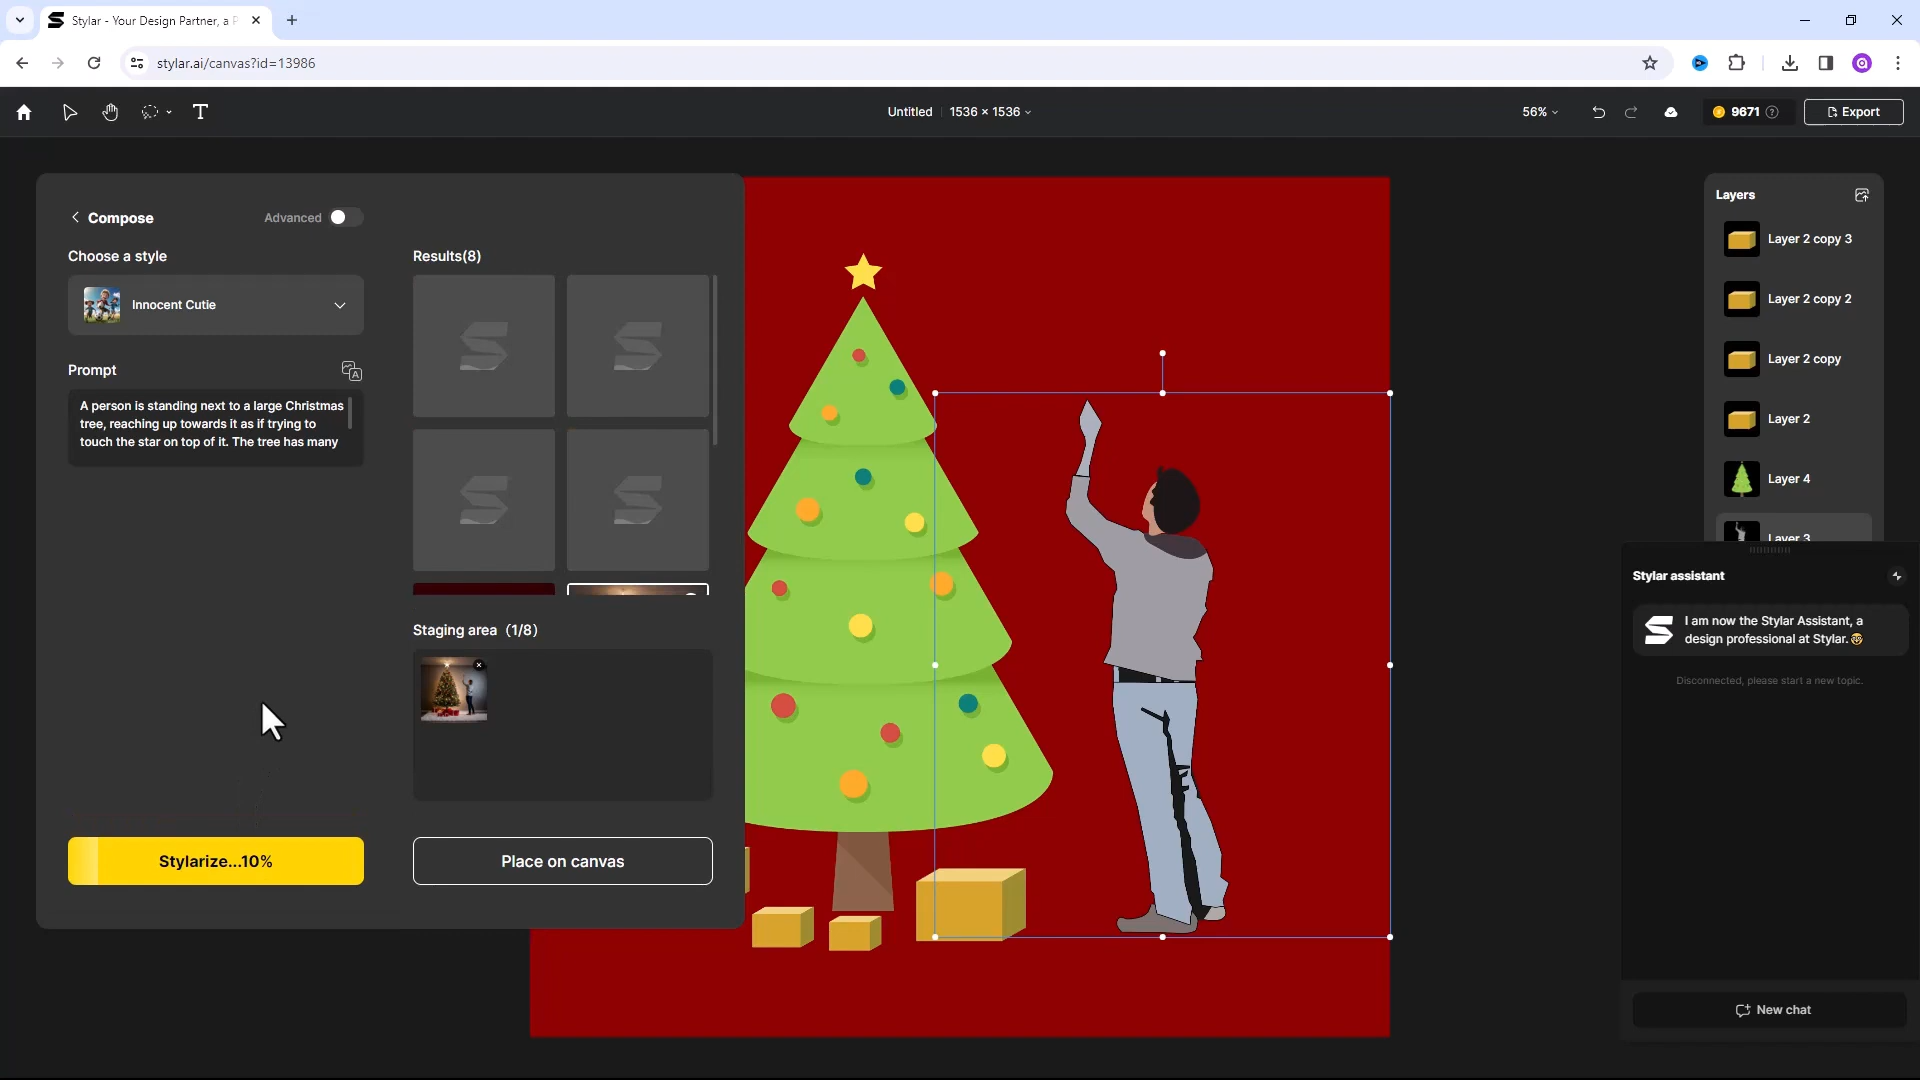 Stylar - Your Design Partner, a P
stylar.ai/canvas?id=13986
Untitled
1536 × 1536
56%
9671
Export
Compose
Advanced
Choose a style
Innocent Cutie
Prompt
A person is standing next to a large Christmas
tree, reaching up towards it as if trying to
touch the star on top of it. The tree has many
Stylarize...10%
Results(8)
Staging area (1/8)
Place on canvas
Layers
Layer 2 copy 3
Layer 2 copy 2
Layer 2 copy
Layer 2
Layer 4
Layer 3
Stylar assistant
I am now the Stylar Assistant, a
design professional at Stylar.🤓
Disconnected, please start a new topic.
New chat